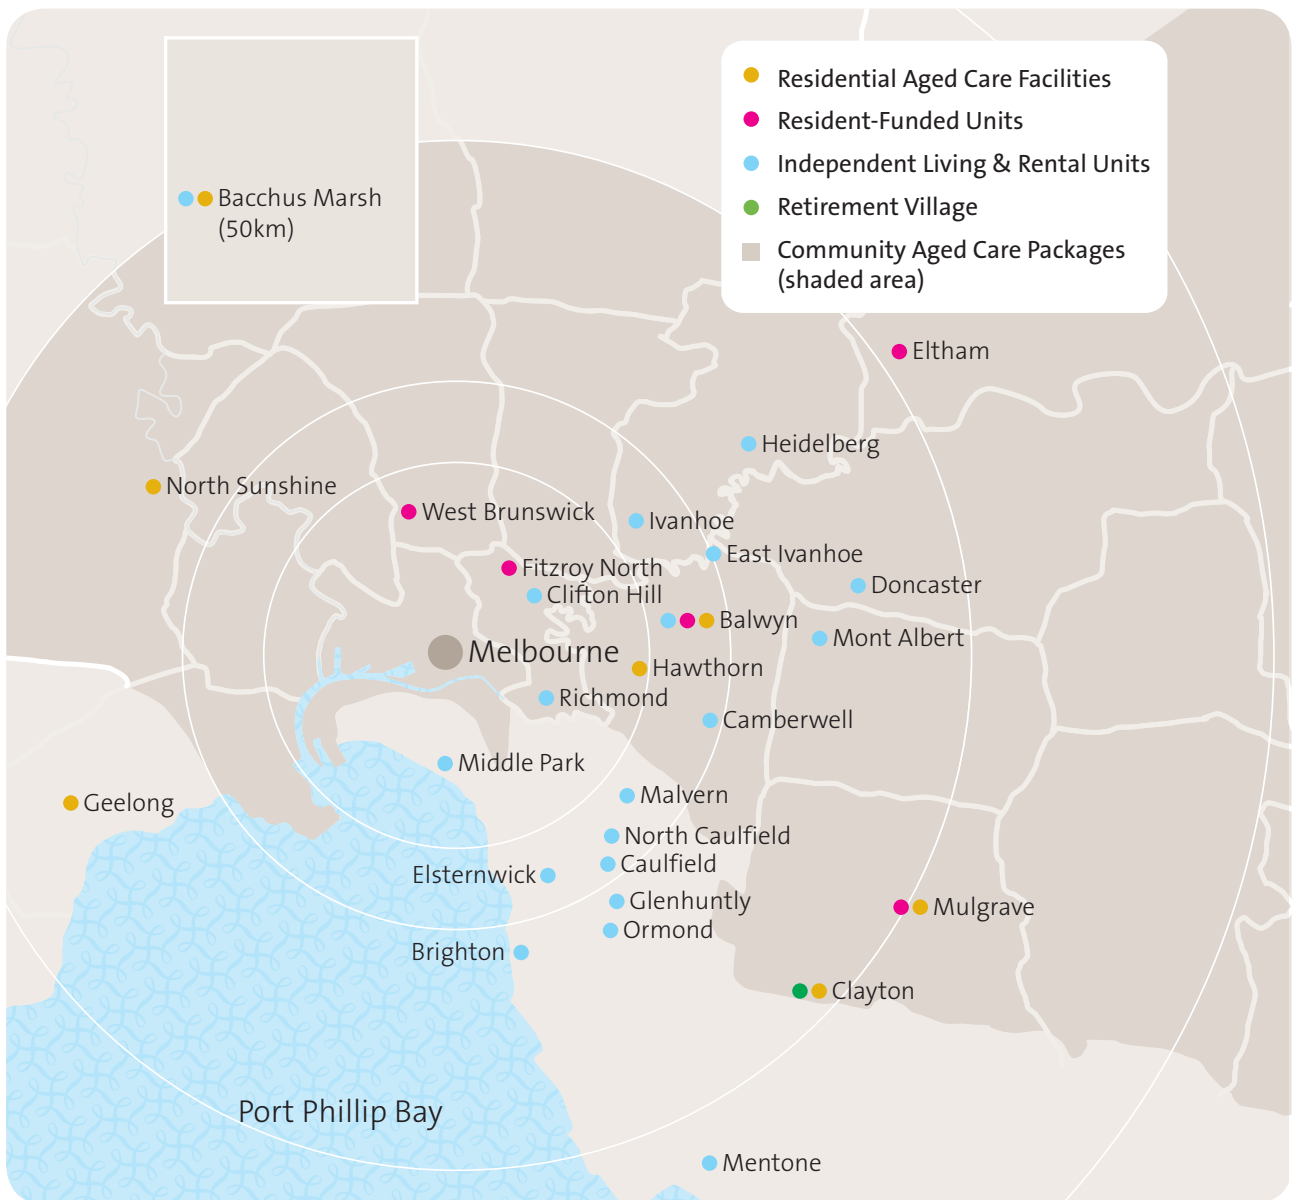 Residential Aged Care Facilities
Resident-Funded Units
Independent Living & Rental Units
Retirement Village
Community Aged Care Packages
(shaded area)
Bacchus Marsh
(50km)
Eltham
Heidelberg
North Sunshine
West Brunswick
Ivanhoe
East Ivanhoe
Fitzroy North
Doncaster
Clifton Hill
Balwyn
Mont Albert
Melbourne
Hawthorn
Richmond
Camberwell
Middle Park
Malvern
Geelong
North Caulfield
Caulfield
Elsternwick
Glenhuntly
Mulgrave
Ormond
Brighton
Clayton
Port Phillip Bay
Mentone